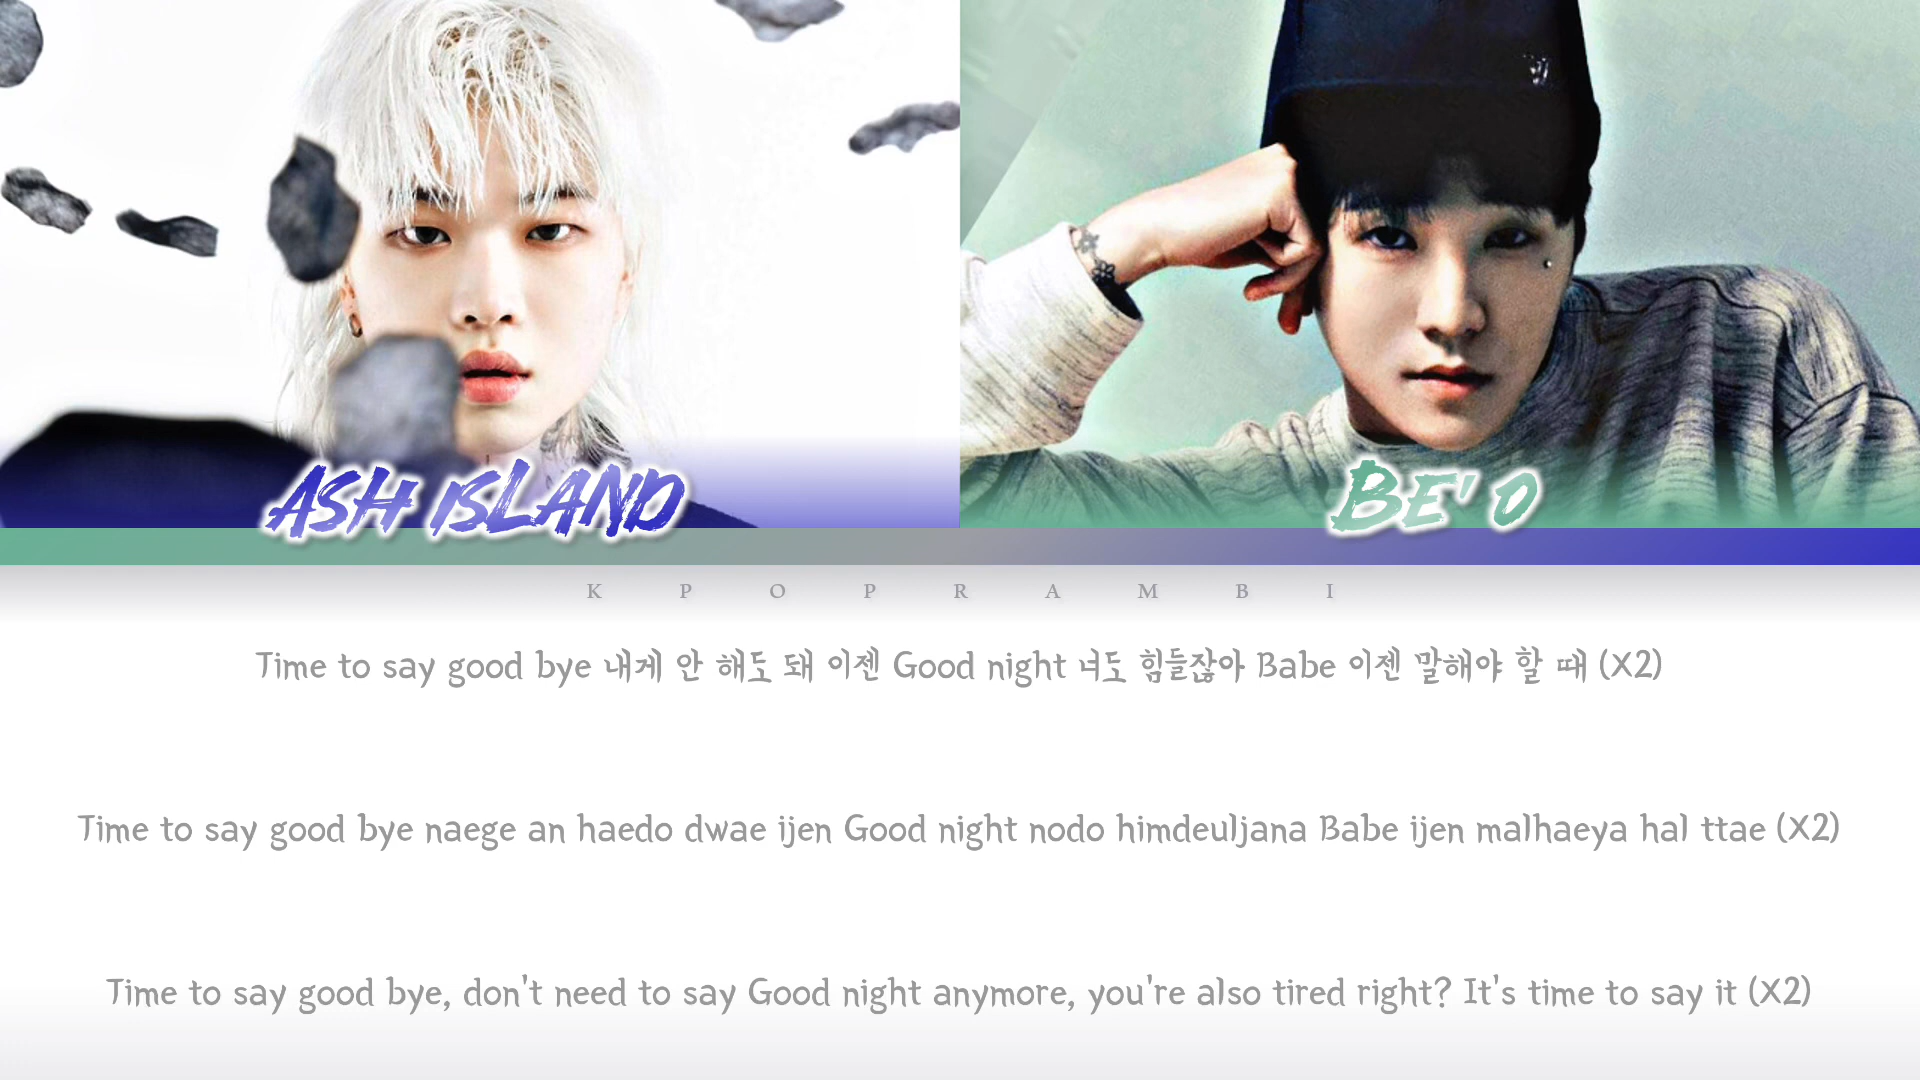 ASH ISLAND
BE'O
KPOPRAMBI
Time to say good bye 내게 안 해도 돼 이젠 Good night 너도 힘들잖아 Babe 이젠 말해야 할 때 (X2)
Time to say good bye naege an haedo dwae ijen Good night nodo himdeuljana Babe ijen malhaeya hal ttae (X2)
Time to say good bye, don't need to say Good night anymore, you're also tired right? It's time to say it (X2)